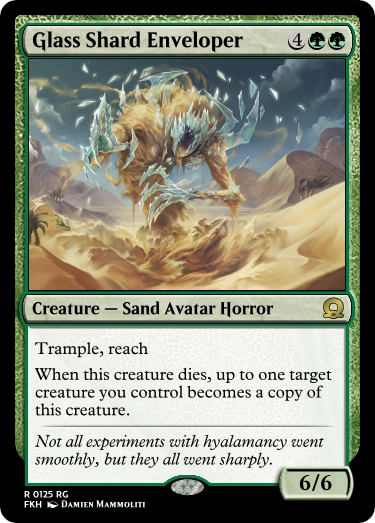 Glass Shard Enveloper 4
Creature — Sand Avatar Horror
Trample, reach
When this creature dies, up to one target
creature you control becomes a copy of
this creature.
Not all experiments with hyalamancy went
smoothly, but they all went sharply.
6/6
R 0125 RG
FKH Damien Mammoliti